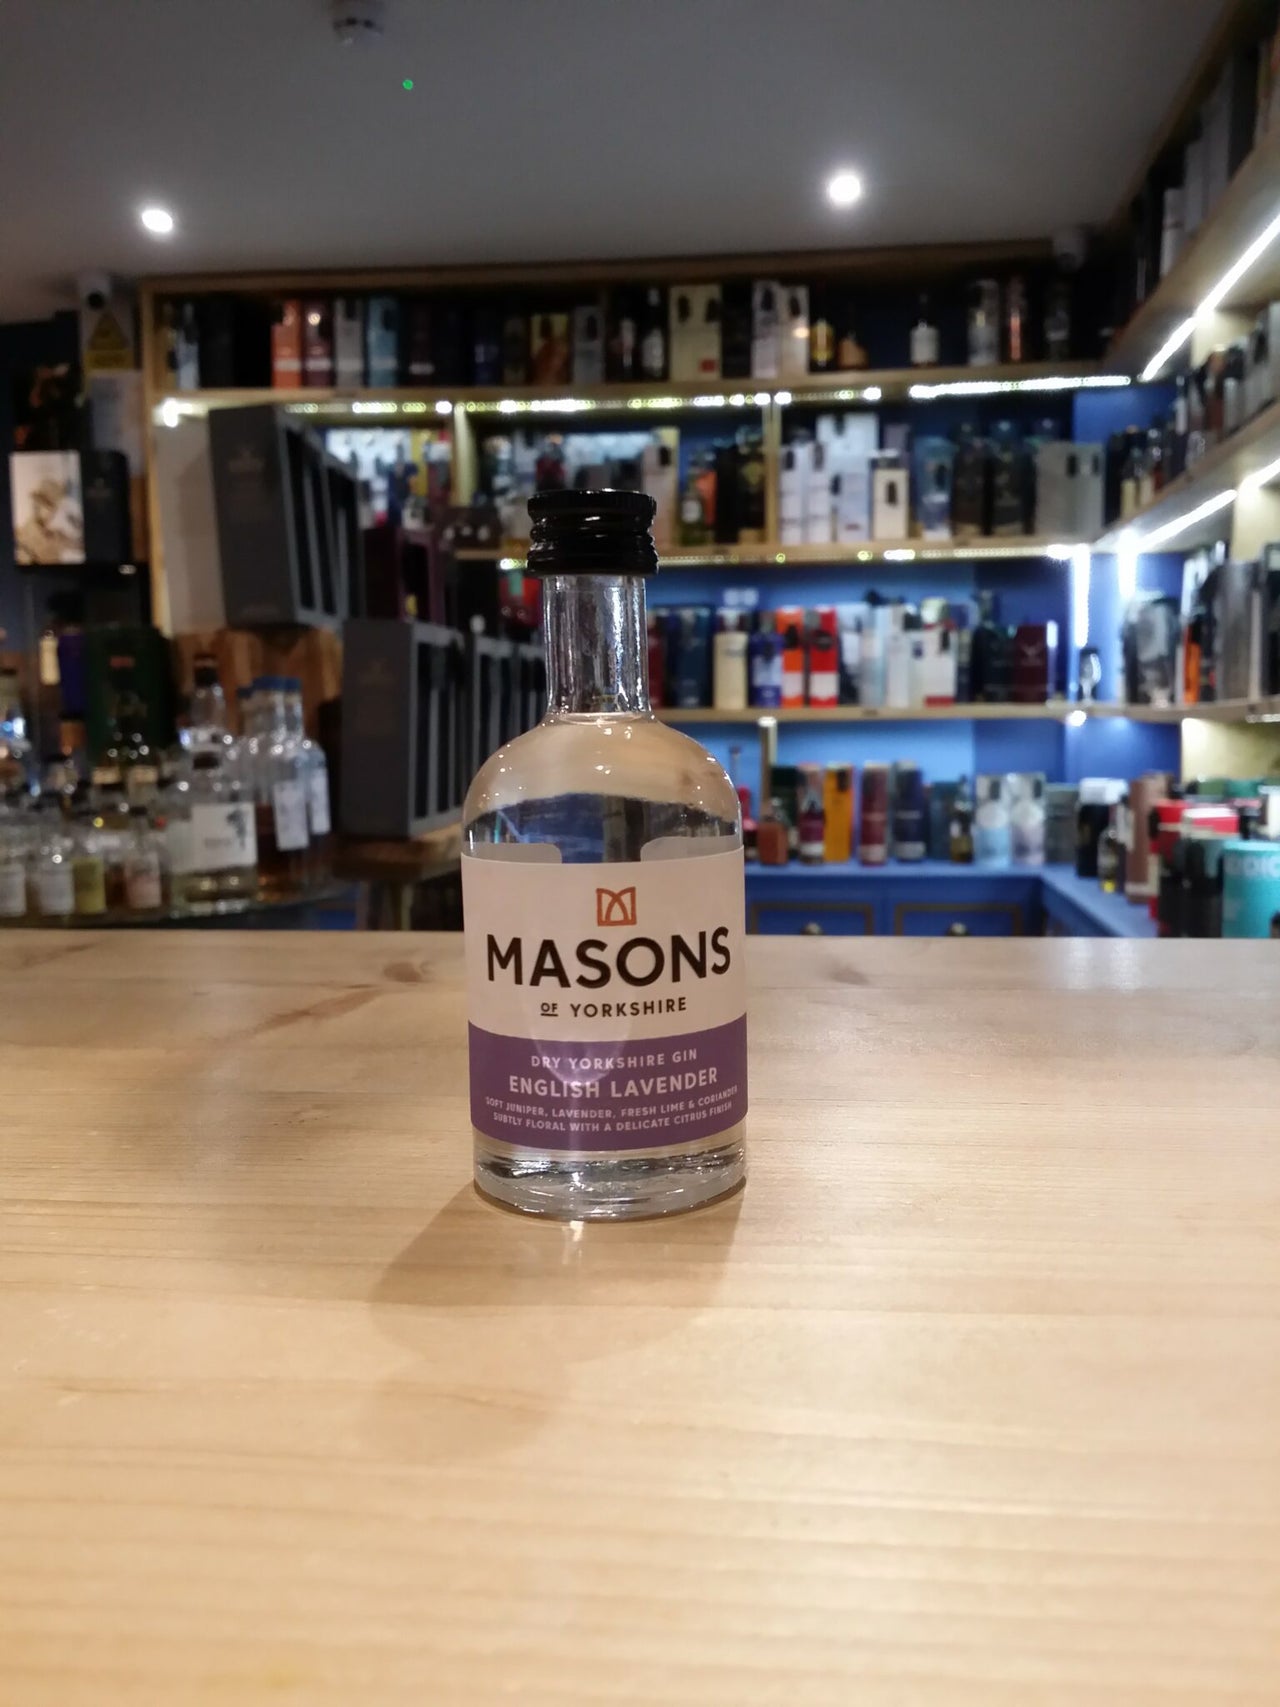 MASONS
OF YORKSHIRE
DRY YORKSHIRE GIN
ENGLISH LAVENDER
SOFT JUNIPER, LAVENDER, FRESH LIME & CORIANDER
SUBTLY FLORAL WITH A DELICATE CITRUS FINISH